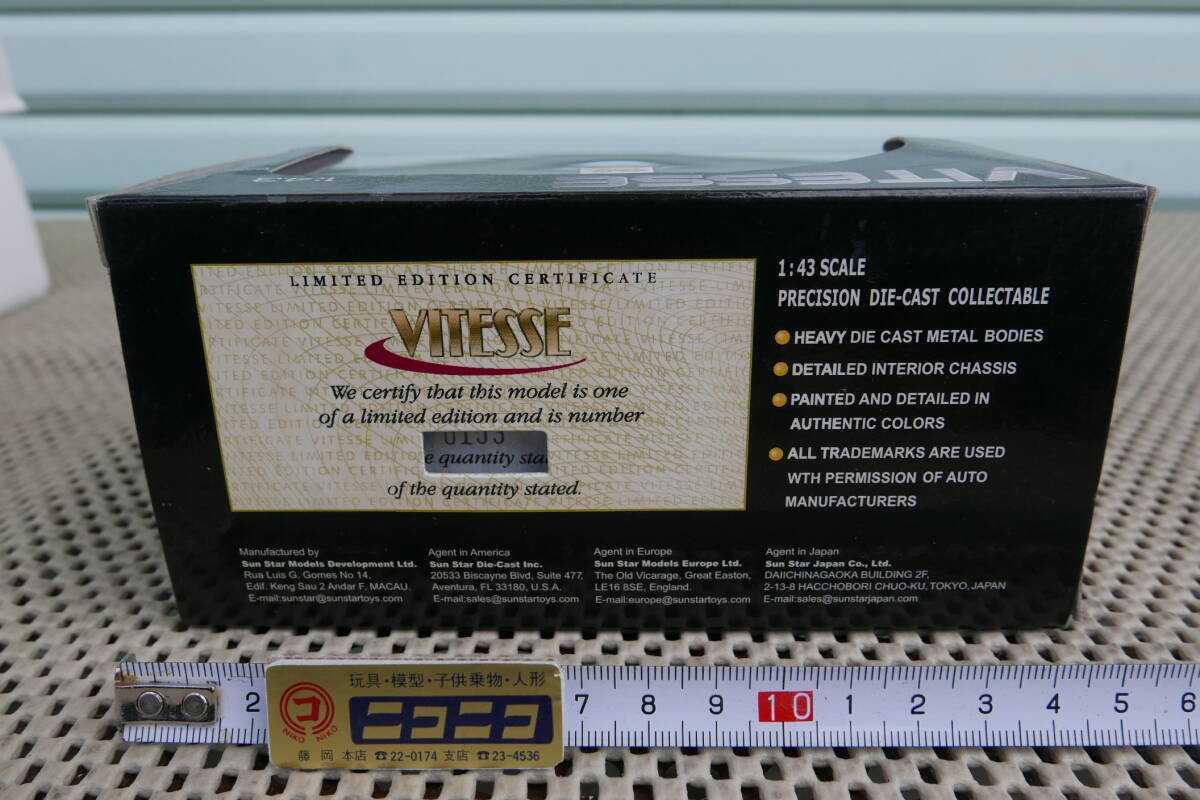 VITESSE
1:43
LIMITED EDITION CERTIFICATE
VITESSE
We certify that this model is one
of a limited edition and is number
e quantity sta
of the quantity stated.
1:43 SCALE
PRECISION DIE-CAST COLLECTABLE
HEAVY DIE CAST METAL BODIES
DETAILED INTERIOR CHASSIS
PAINTED AND DETAILED IN
AUTHENTIC COLORS
ALL TRADEMARKS ARE USED
WTH PERMISSION OF AUTO
MANUFACTURERS
Manufactured by
Sun Star Models Development Ltd.
Rua Luis G. Gomes No 14,
Edif. Keng Sau 2 Andar F, MACAU.
E-mail:sunstar@sunstartoys.com
Agent in America
Sun Star Die-Cast Inc.
20533 Biscayne Blvd, Suite 477,
Aventura, FL 33180, U.S.A.
E-mail:sales@sunstartoys.com
Agent in Europe
Sun Star Models Europe Ltd.
The Old Vicarage, Great Easton,
LE16 8SE, England.
E-mail:europe@sunstartoys.com
Agent in Japan
Sun Star Japan Co., Ltd.
DAIICHINAGAOKA BUILDING 2F,
2-13-8 HACCHOBORI CHUO-KU, TOKYO, JAPAN
E-mail:sales@sunstarjapan.com
2 7 8 9 10 1 2 3 4 5 6
玩具・模型・子供乗物・人形
コ
NIKO NIKO
ニコニコ
藤岡 本店 ☎22-0174 支店 ☎23-4536